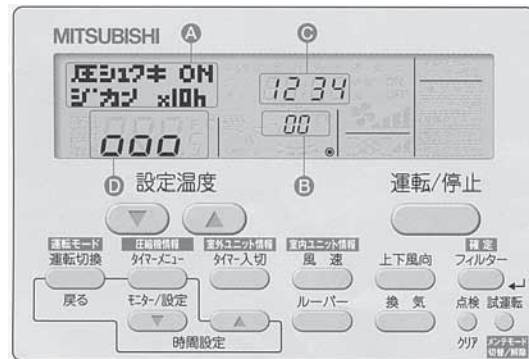 MITSUBISHI
Ⓐ Ⓒ
圧シュウキ ON
ジカン x10h
1234
00
000
Ⓓ 設定温度 Ⓑ 運転/停止
▼ ▲
運転モード 圧縮機情報 室外ユニット情報 室内ユニット情報 確定
運転切換 タイマーメニュー タイマー入切 風速 上下風向 フィルター
戻る モニター/設定 ルーバー 換気 点検 試運転
▼ ▲
時間設定 クリア メンテモード
切替/解除